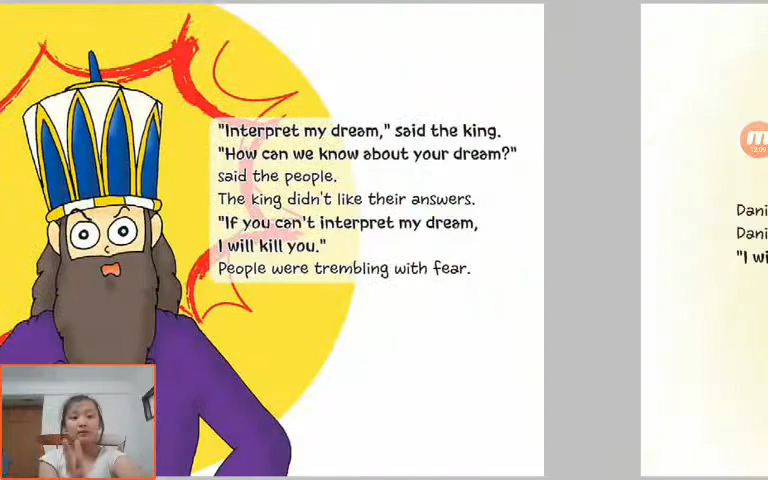 "Interpret my dream," said the king.
"How can we know about your dream?"
said the people.
The king didn't like their answers.
"If you can't interpret my dream,
I will kill you."
People were trembling with fear.